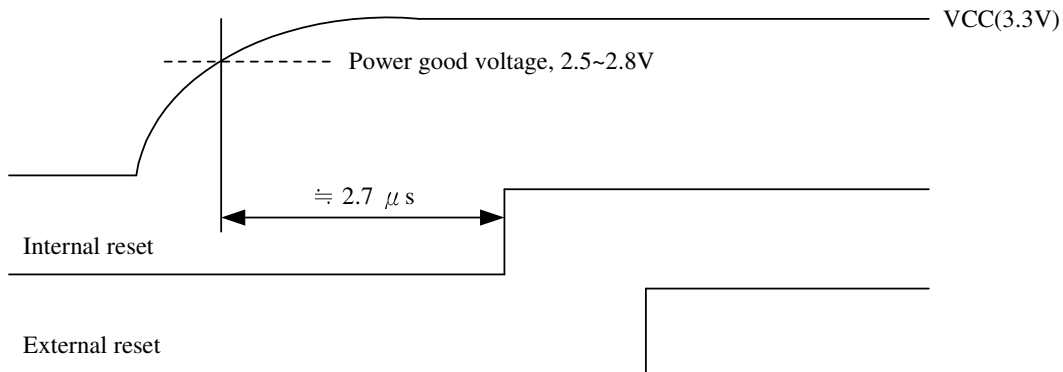 VCC(3.3V)
Power good voltage, 2.5~2.8V
≒ 2.7 μs
Internal reset
External reset